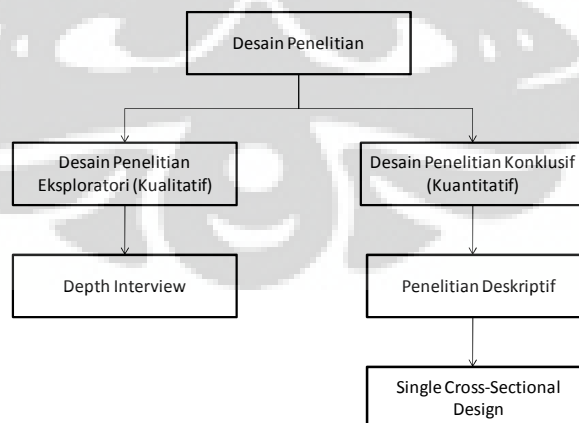 Desain Penelitian
Desain Penelitian
Eksploratori (Kualitatif)
Desain Penelitian Konklusif
(Kuantitatif)
Depth Interview
Penelitian Deskriptif
Single Cross-Sectional
Design